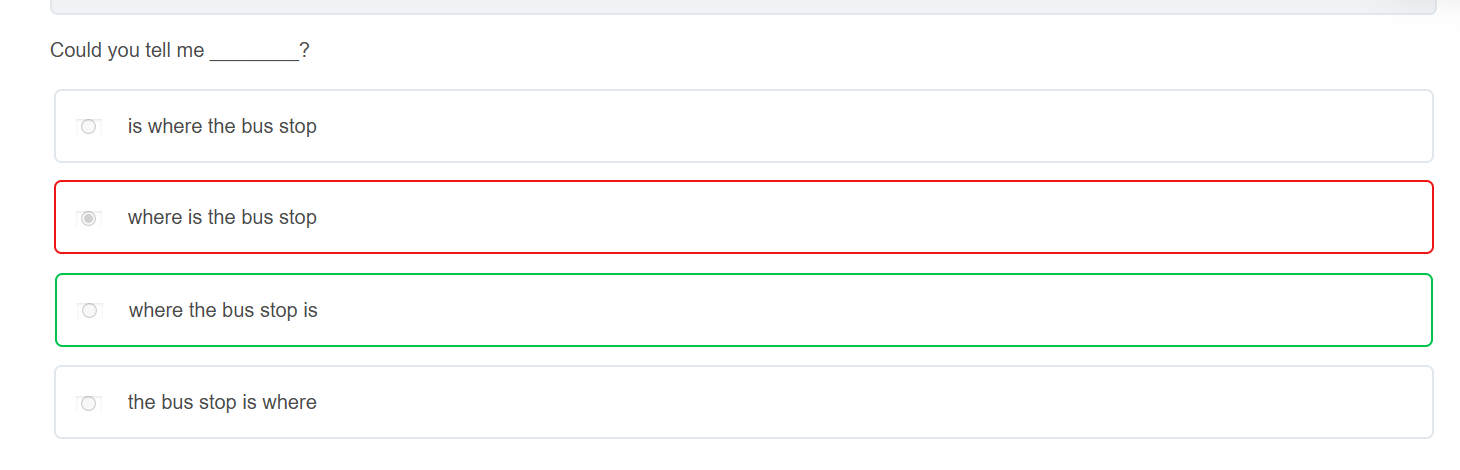 Could you tell me ________?
is where the bus stop
where is the bus stop
where the bus stop is
the bus stop is where